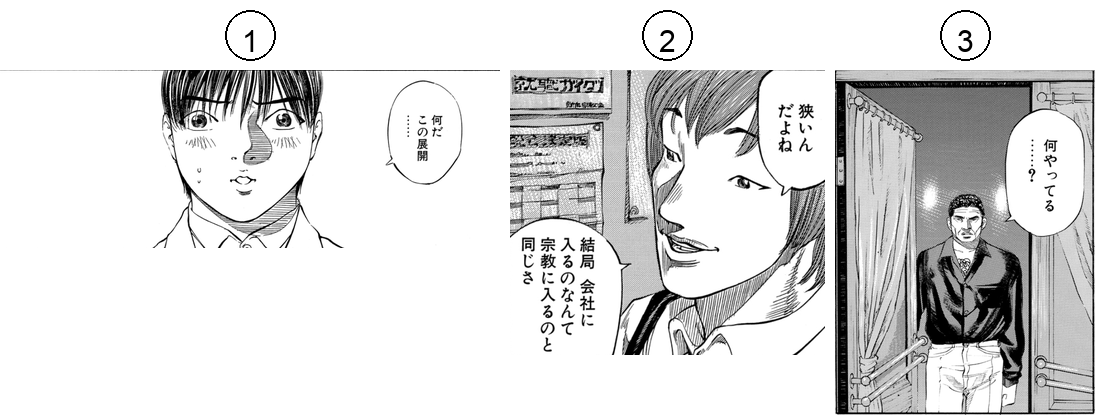 1
何だ
この展開
……
2
狭いん
だよね
結局 会社に
入るのなんて
宗教に入るのと
同じさ
3
何やってる
……?